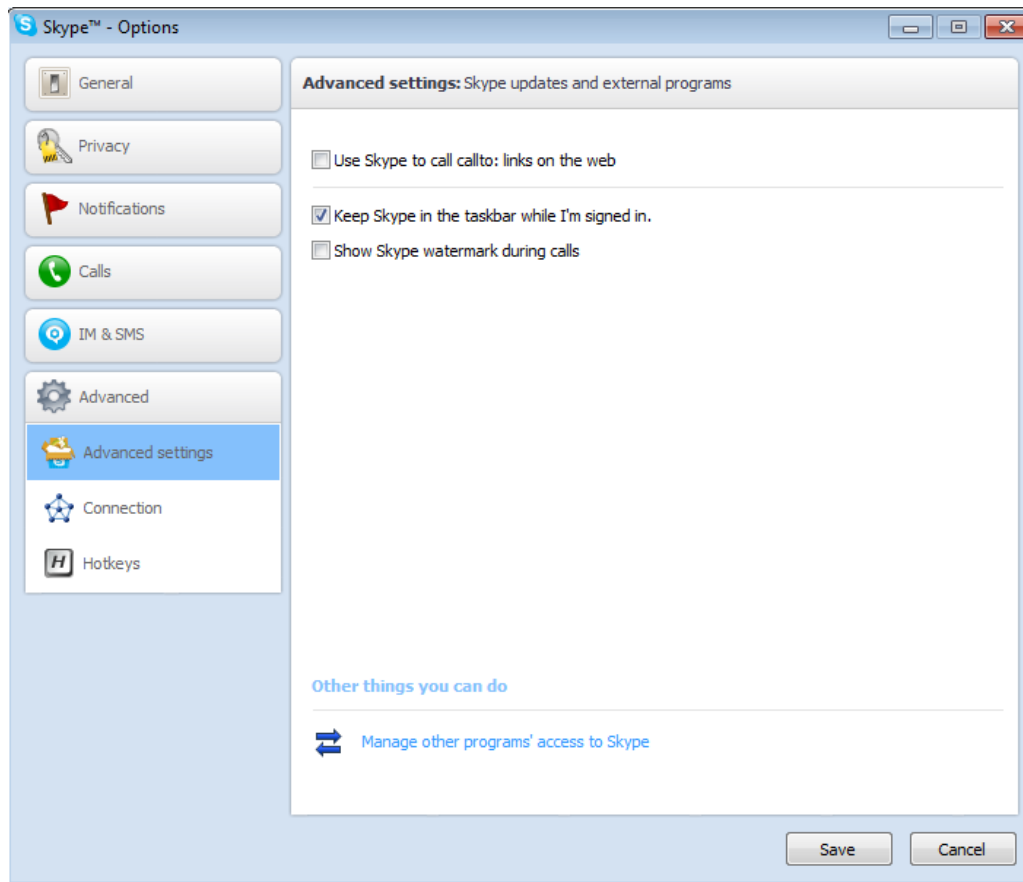 Skype™ - Options
General
Privacy
Notifications
Calls
IM & SMS
Advanced
Advanced settings
Connection
H Hotkeys
Advanced settings: Skype updates and external programs
Use Skype to call callto: links on the web
Keep Skype in the taskbar while I'm signed in.
Show Skype watermark during calls
Other things you can do
Manage other programs' access to Skype
Save
Cancel